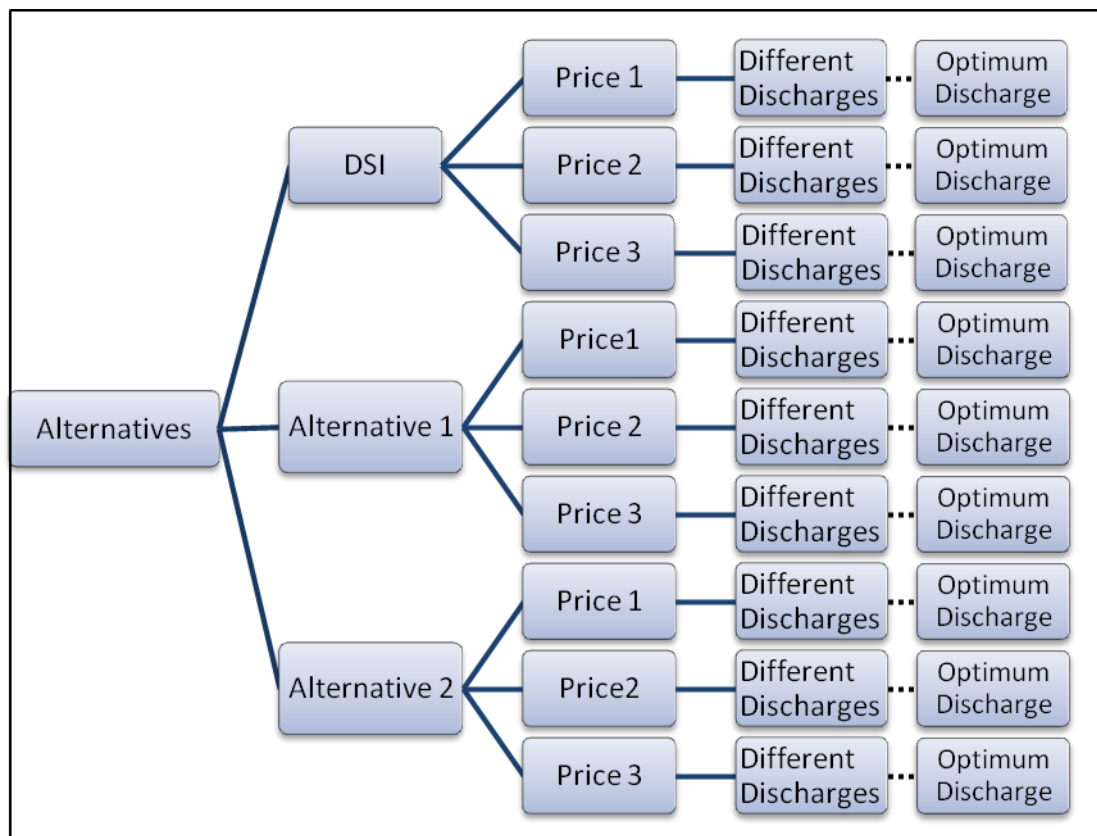 Price 1
Different
Discharges
Optimum
Discharge
DSI
Price 2
Different
Discharges
Optimum
Discharge
Price 3
Different
Discharges
Optimum
Discharge
Alternatives
Price1
Different
Discharges
Optimum
Discharge
Alternative 1
Price 2
Different
Discharges
Optimum
Discharge
Price 3
Different
Discharges
Optimum
Discharge
Price 1
Different
Discharges
Optimum
Discharge
Alternative 2
Price2
Different
Discharges
Optimum
Discharge
Price 3
Different
Discharges
Optimum
Discharge